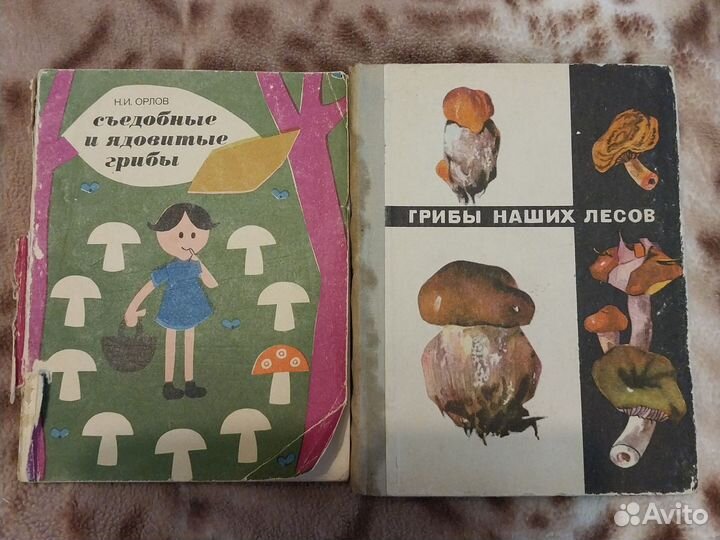 Н.И. ОРЛОВ
съедобные
и ядовитые
грибы
ГРИБЫ НАШИХ ЛЕСОВ
Avito